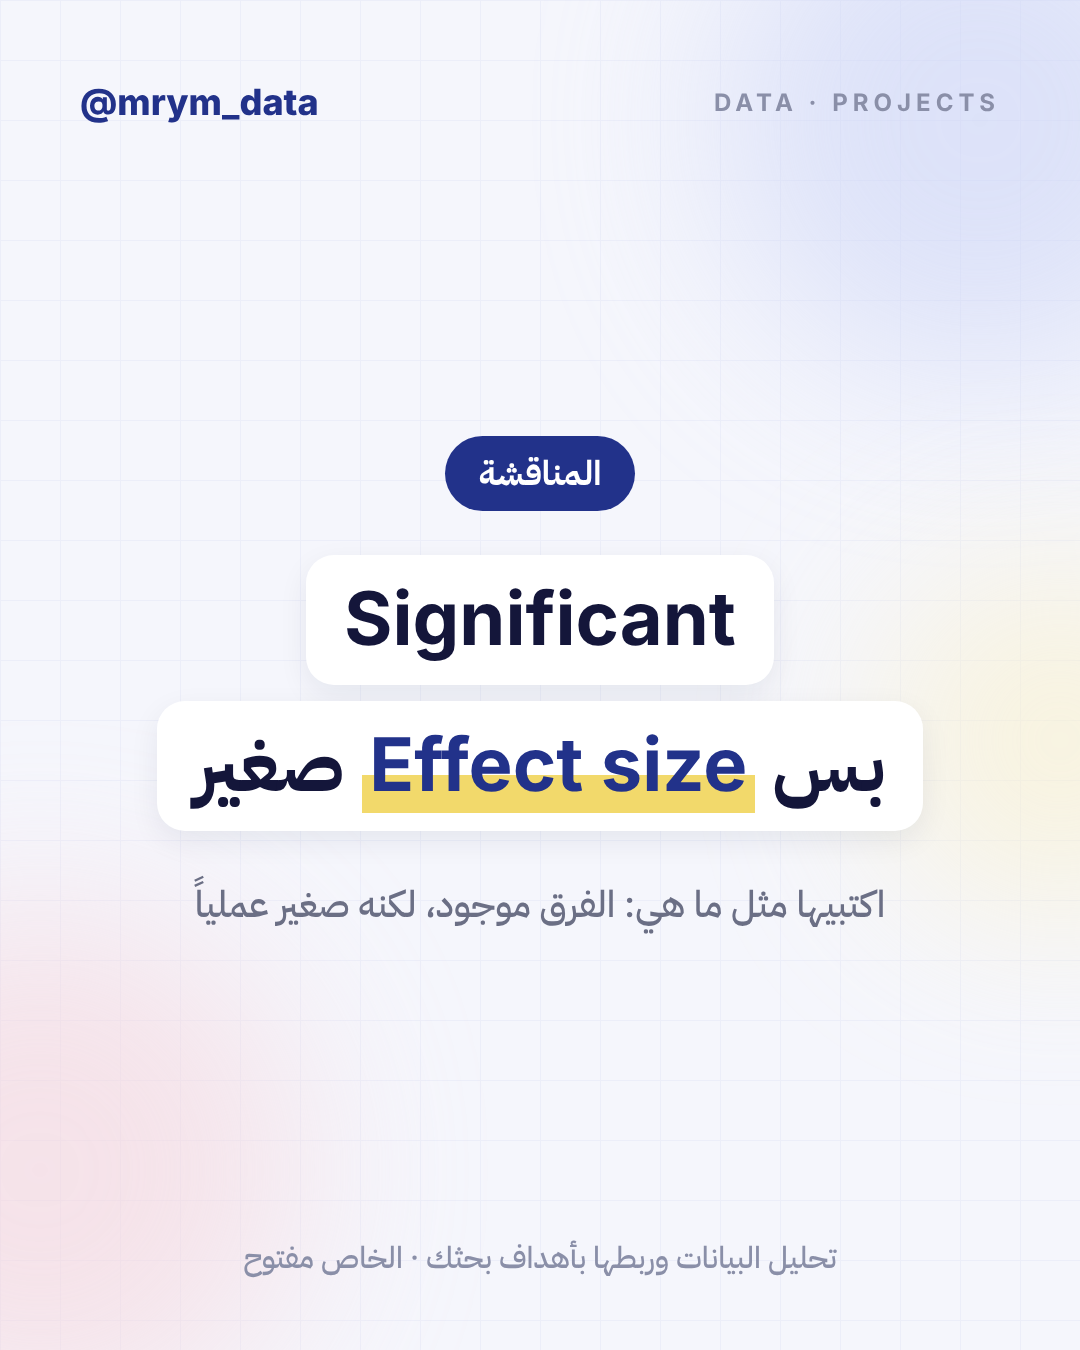 @mrym_data
DATA · PROJECTS
المناقشة
Significant
بس Effect size صغير
اكتبيها مثل ما هي: الفرق موجود، لكنه صغير عملياً
تحليل البيانات وربطها بأهداف بحثك · الخاص مفتوح